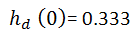 h_d (0)= 0.333